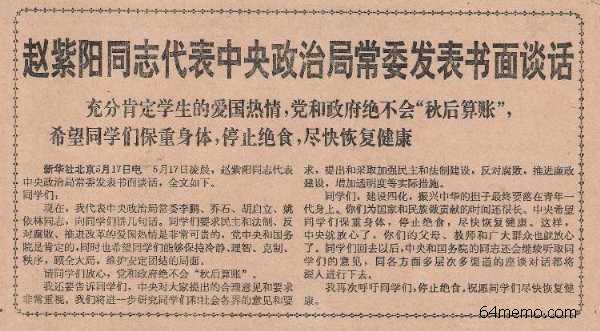 赵紫阳同志代表中央政治局常委发表书面谈话
充分肯定学生的爱国热情，党和政府绝不会“秋后算账”，
希望同学们保重身体，停止绝食，尽快恢复健康
新华社北京5月17日电　5月17日凌晨，赵紫阳同志代表
中央政治局常委发表书面谈话，全文如下。
同学们：
现在，我代表中央政治局常委李鹏、乔石、胡启立、姚
依林同志，向同学们讲几句话。同学们要求民主和法制、反
对腐败、推进改革的爱国热情是非常可贵的，党中央和国务
院是肯定的，同时也希望同学们能够保持冷静、理智、克制、
秩序，顾全大局，维护安定团结的局面。
请同学们放心，党和政府绝不会“秋后算账”。
我还要告诉同学们，中央对大家提出的合理意见和要求
非常重视，我们将进一步研究同学们和社会各界的意见和要
求，提出和采取加强民主和法制建设，反对腐败，推进廉政
建设，增加透明度等实际措施。
同学们，建设四化，振兴中华的担子最终要落在青年一
代身上。你们为国家和民族做贡献的时间还很长。中央希望
同学们保重身体，停止绝食，尽快恢复健康。这样，
中央就放心了，你们的父母、教师和广大群众也就放心
了。同学们回去以后，中央和国务院的同志还会继续听取同学
们的意见，同各方面多层次多渠道的座谈对话都将
深入进行下去。
我再次呼吁同学们，停止绝食，祝愿同学们尽快恢复健
康。
64memo.com